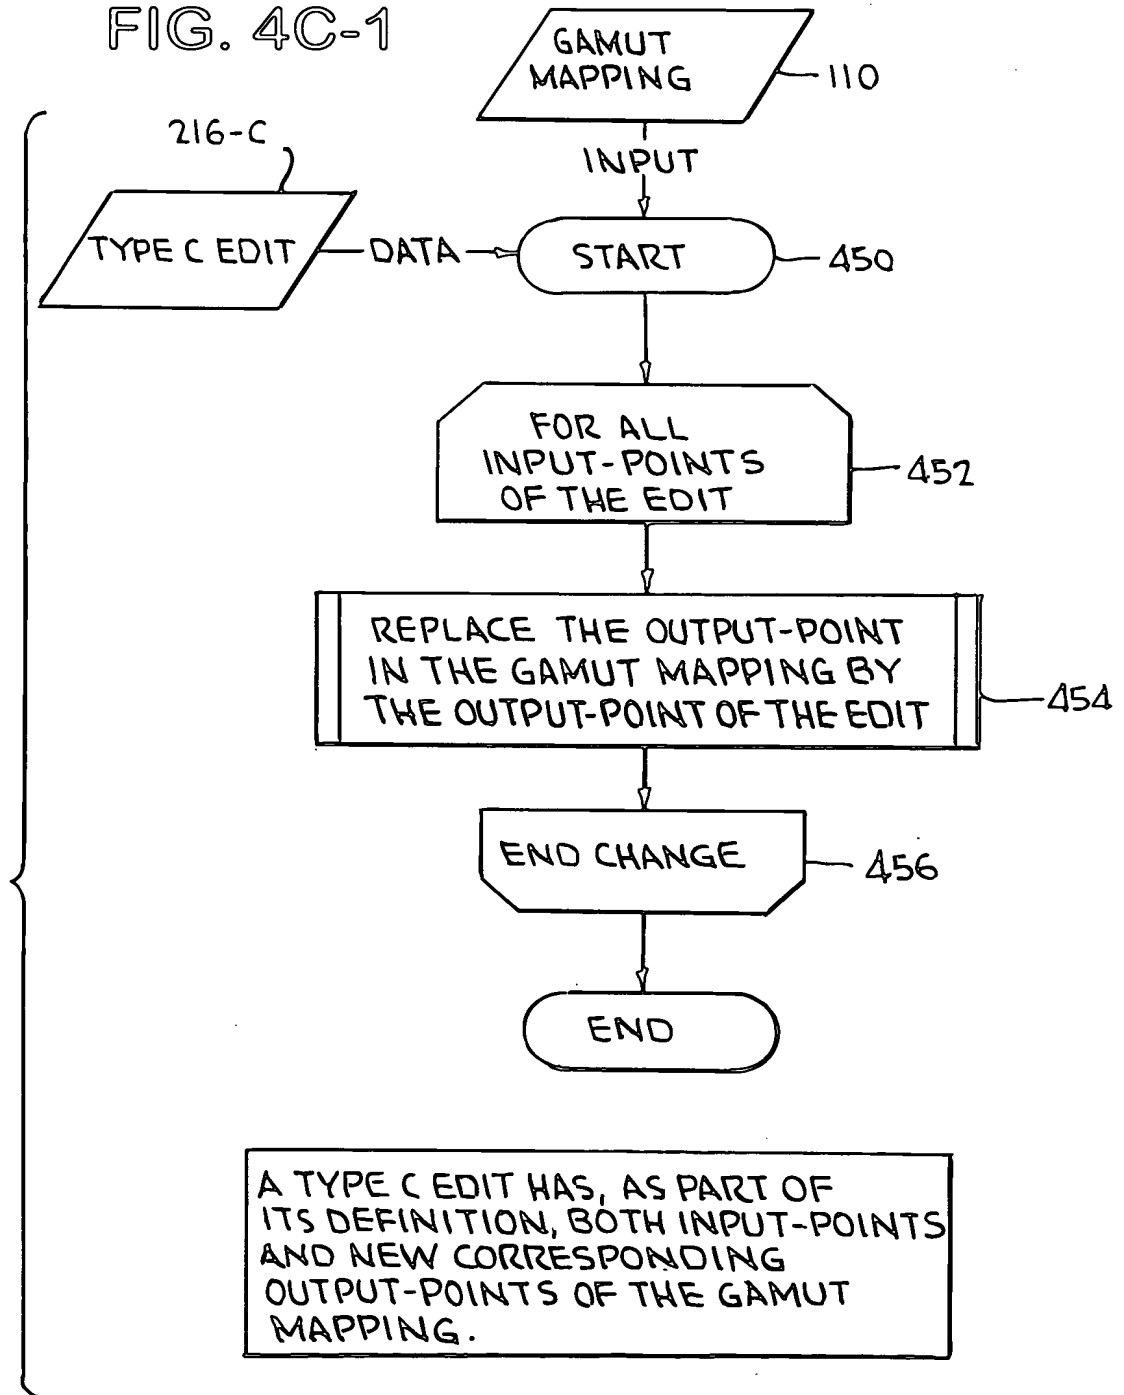 FIG. 4C-1
GAMUT
MAPPING
110
INPUT
216-C
TYPE C EDIT
DATA
START
450
FOR ALL
INPUT-POINTS
OF THE EDIT
452
REPLACE THE OUTPUT-POINT
IN THE GAMUT MAPPING BY
THE OUTPUT-POINT OF THE EDIT
454
END CHANGE
456
END
A TYPE C EDIT HAS, AS PART OF
ITS DEFINITION, BOTH INPUT-POINTS
AND NEW CORRESPONDING
OUTPUT-POINTS OF THE GAMUT
MAPPING.